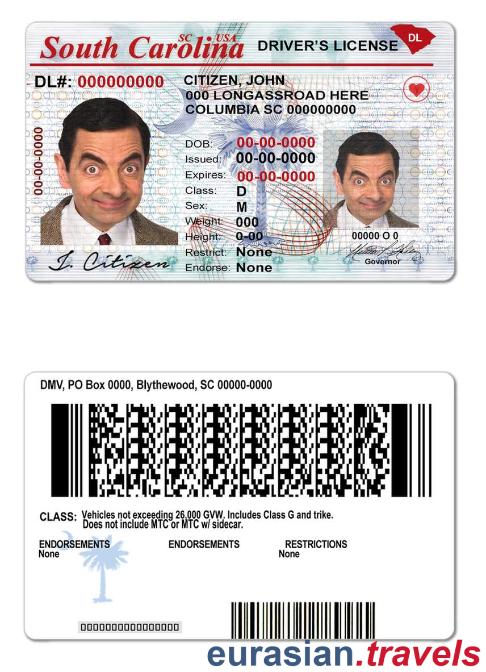 South Carolina
SC USA
DRIVER'S LICENSE
DL
DL#: 000000000
CITIZEN, JOHN
000 LONGASSROAD HERE
COLUMBIA SC 000000000
00-00-0000
DOB: 00-00-0000
Issued: 00-00-0000
Expires: 00-00-0000
Class: D
Sex: M
Weight: 000
Height: 0-00
Restrict: None
Endorse: None
J. Citizen
00000 O 0
Governor
DMV, PO Box 0000, Blythewood, SC 00000-0000
CLASS: Vehicles not exceeding 26,000 GVW. Includes Class G and trike.
Does not include MTC or MTC w/ sidecar.
ENDORSEMENTS ENDORSEMENTS RESTRICTIONS
None None
eurasian.travels